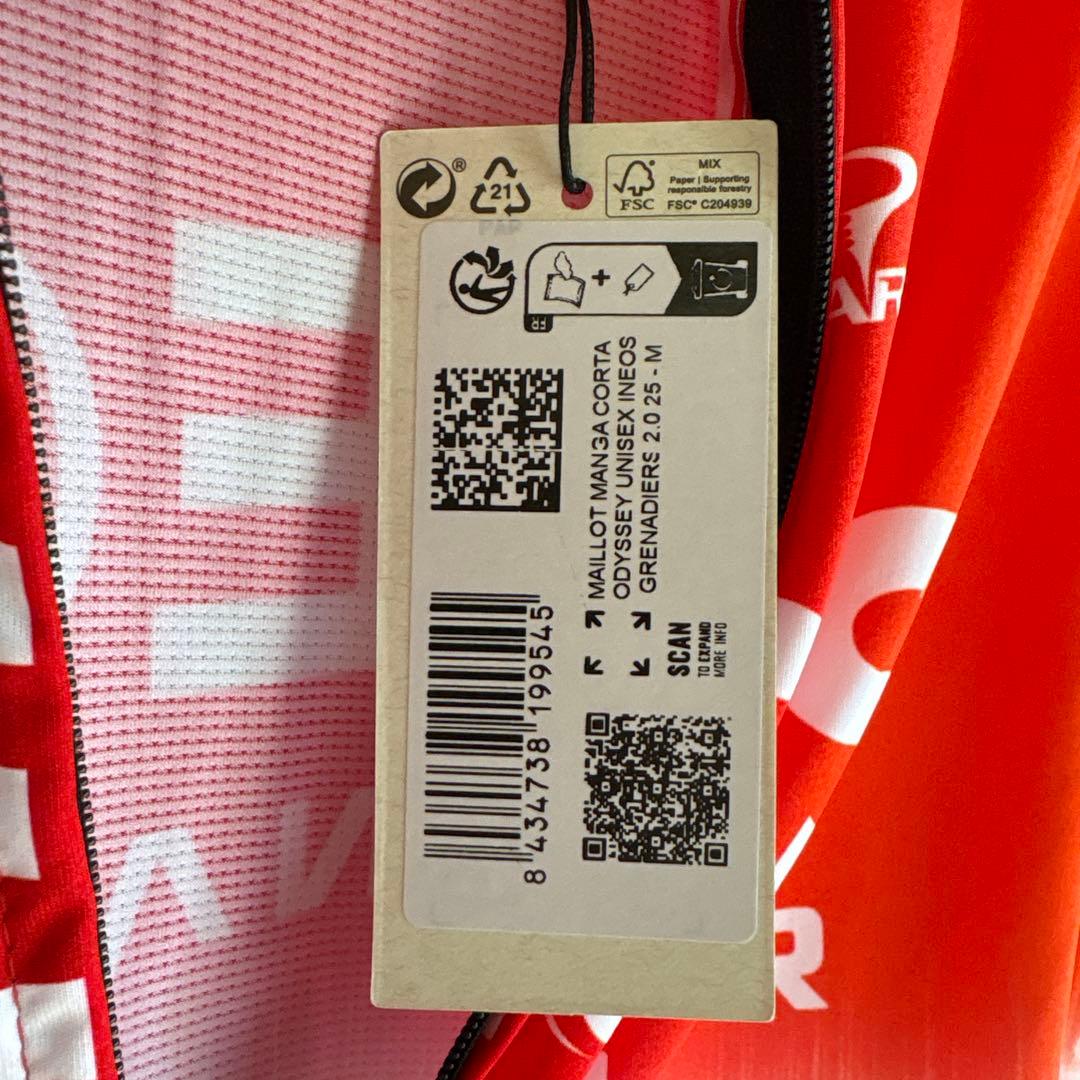 ®
21
PAP
FSC
MIX
Paper | Supporting
responsible forestry
FSC® C204939
FR
MAILLOT MANGA CORTA
ODYSSEY UNISEX INEOS
GRENADIERS 2.0 25 - M
SCAN
TO EXPAND
MORE INFO
8 434738 199545
AR
R